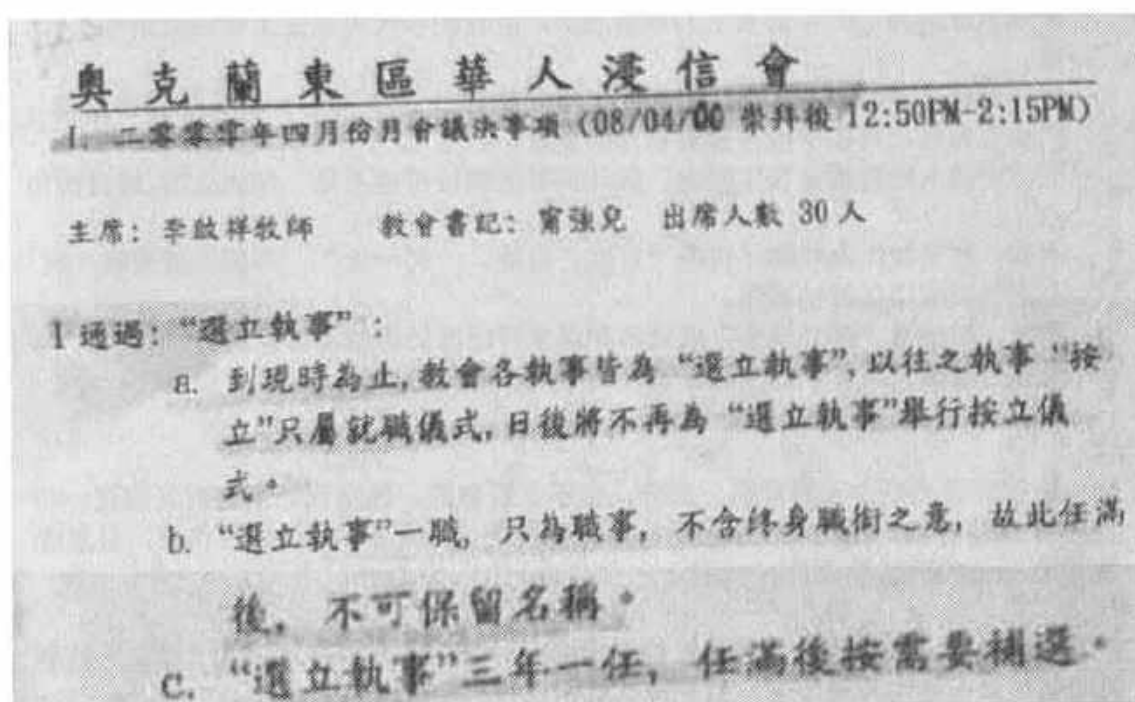 奧克蘭東區華人浸信會
I. 二零零零年四月份月會議決事項 (08/04/00 崇拜後 12:50PM-2:15PM)
主席: 李啟祥牧師 教會書記: 甯強兒 出席人數 30 人
1 通過: “選立執事”:
a. 到現時為止, 教會各執事皆為 “選立執事”, 以往之執事 “按
立”只屬就職儀式, 日後將不再為 “選立執事”舉行按立儀
式。
b. “選立執事”一職, 只為職事, 不含終身職銜之意, 故此任滿
後, 不可保留名稱。
c. “選立執事”三年一任, 任滿後按需要補選。